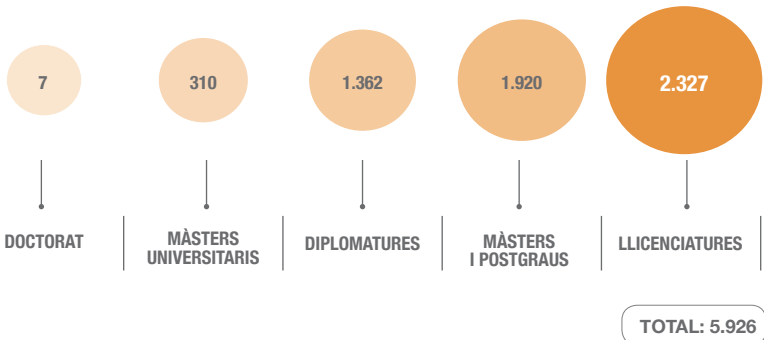 7
310
1.362
1.920
2.327
DOCTORAT
MÀSTERS
UNIVERSITARIS
DIPLOMATURES
MÀSTERS
I POSTGRAUS
LLICENCIATURES
TOTAL: 5.926